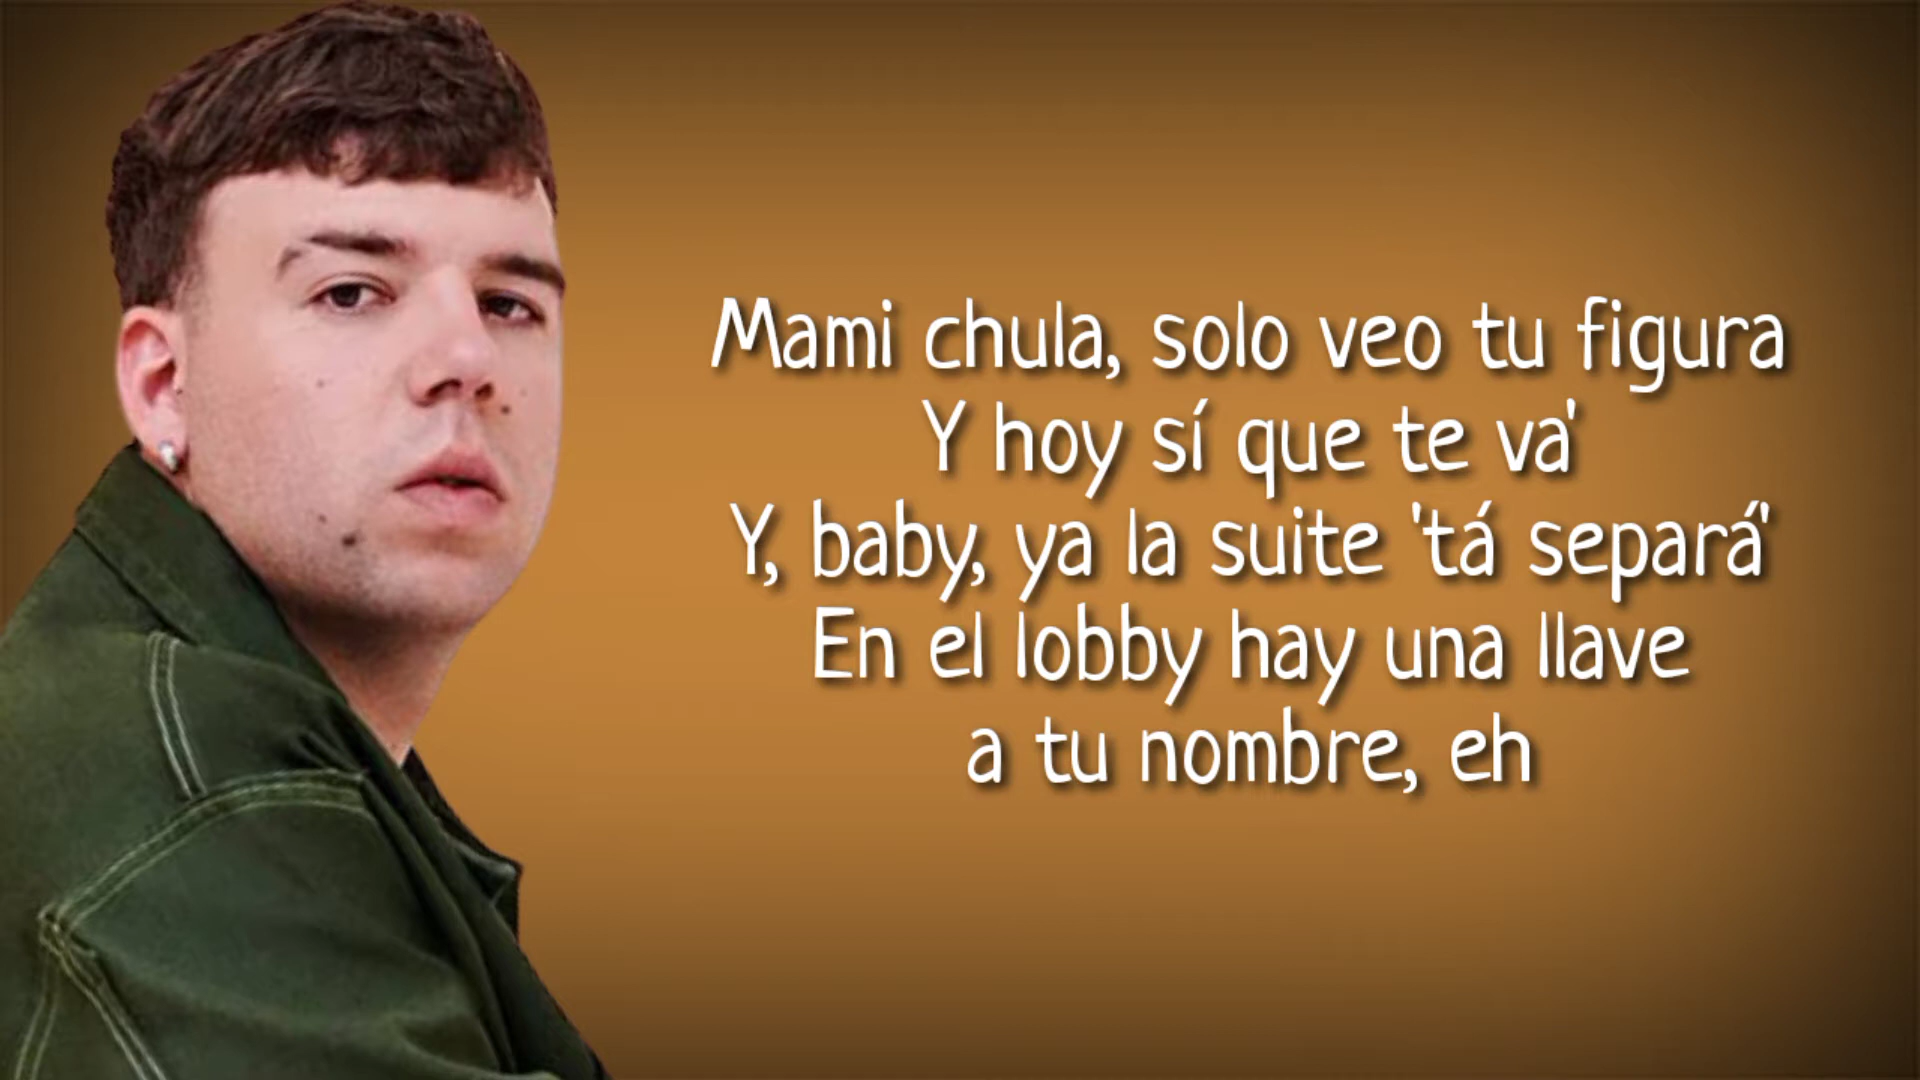 Mami chula, solo veo tu figura
Y hoy sí que te va'
Y, baby, ya la suite 'tá separá'
En el lobby hay una llave
a tu nombre, eh